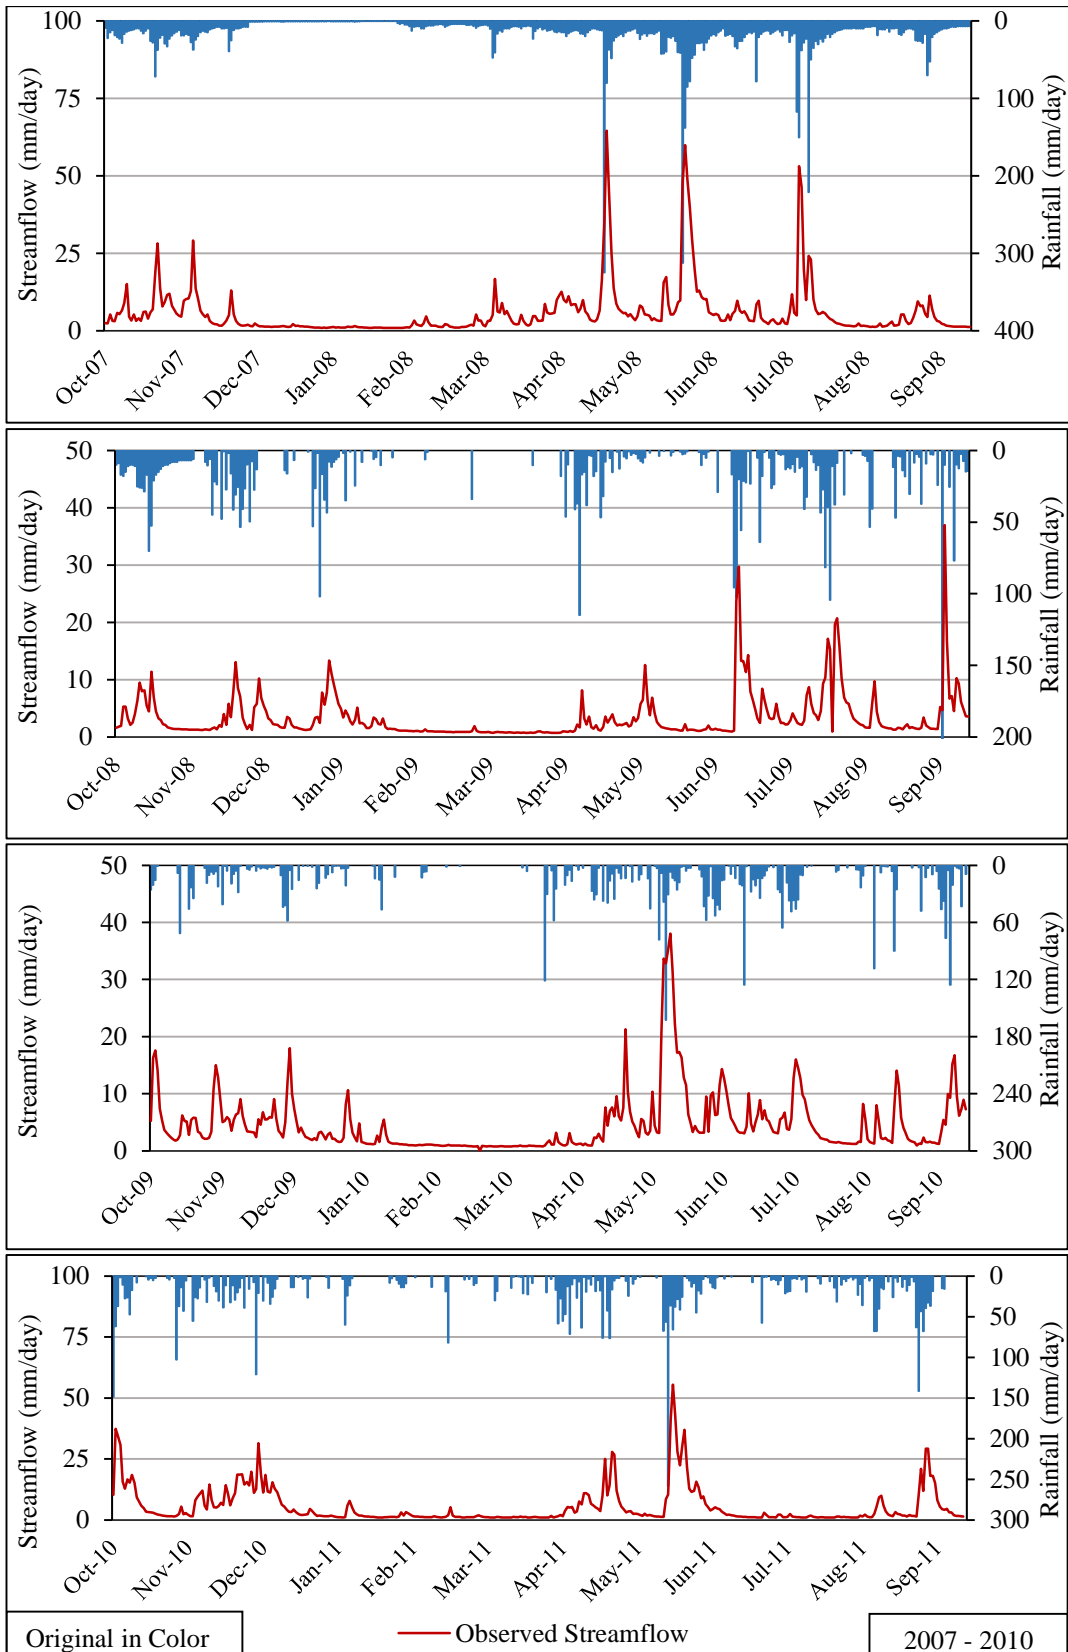 100
75
50
25
0
Streamflow (mm/day)
0
100
200
300
400
Rainfall (mm/day)
Oct-07
Nov-07
Dec-07
Jan-08
Feb-08
Mar-08
Apr-08
May-08
Jun-08
Jul-08
Aug-08
Sep-08
50
40
30
20
10
0
Streamflow (mm/day)
0
50
100
150
200
Rainfall (mm/day)
Oct-08
Nov-08
Dec-08
Jan-09
Feb-09
Mar-09
Apr-09
May-09
Jun-09
Jul-09
Aug-09
Sep-09
50
40
30
20
10
0
Streamflow (mm/day)
0
60
120
180
240
300
Rainfall (mm/day)
Oct-09
Nov-09
Dec-09
Jan-10
Feb-10
Mar-10
Apr-10
May-10
Jun-10
Jul-10
Aug-10
Sep-10
100
75
50
25
0
Streamflow (mm/day)
0
50
100
150
200
250
300
Rainfall (mm/day)
Oct-10
Nov-10
Dec-10
Jan-11
Feb-11
Mar-11
Apr-11
May-11
Jun-11
Jul-11
Aug-11
Sep-11
Original in Color
Observed Streamflow
2007 - 2010